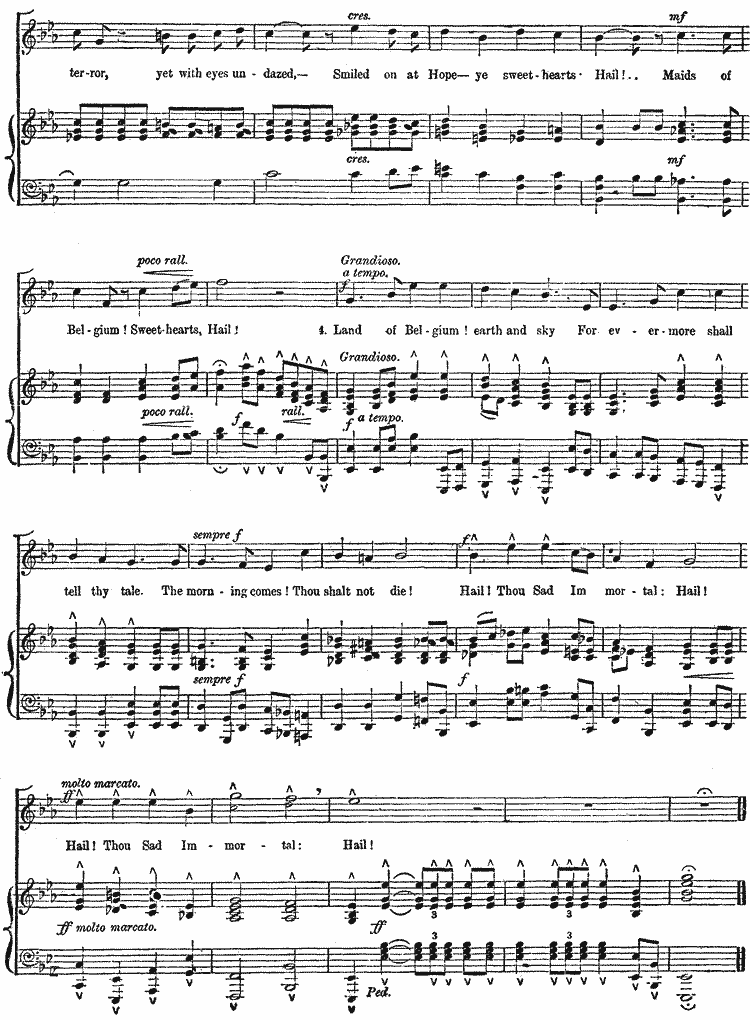 cres.
mf
ter-ror, yet with eyes un-dazed,— Smiled on at Hope— ye sweet-hearts· Hail!.. Maids of
cres.
mf
poco rall.
Grandioso.
a tempo.
f
Bel-gium! Sweet-hearts, Hail! 4. Land of Bel-gium! earth and sky For ev-er-more shall
Grandioso.
poco rall.
f
rall.
f a tempo.
sempre f
f
tell thy tale. The morn-ing comes! Thou shalt not die! Hail! Thou Sad Im mor-tal: Hail!
sempre f
f
molto marcato.
ff
Hail! Thou Sad Im-mor-tal: Hail!
ff molto marcato.
ff
3
3
3
3
Ped.